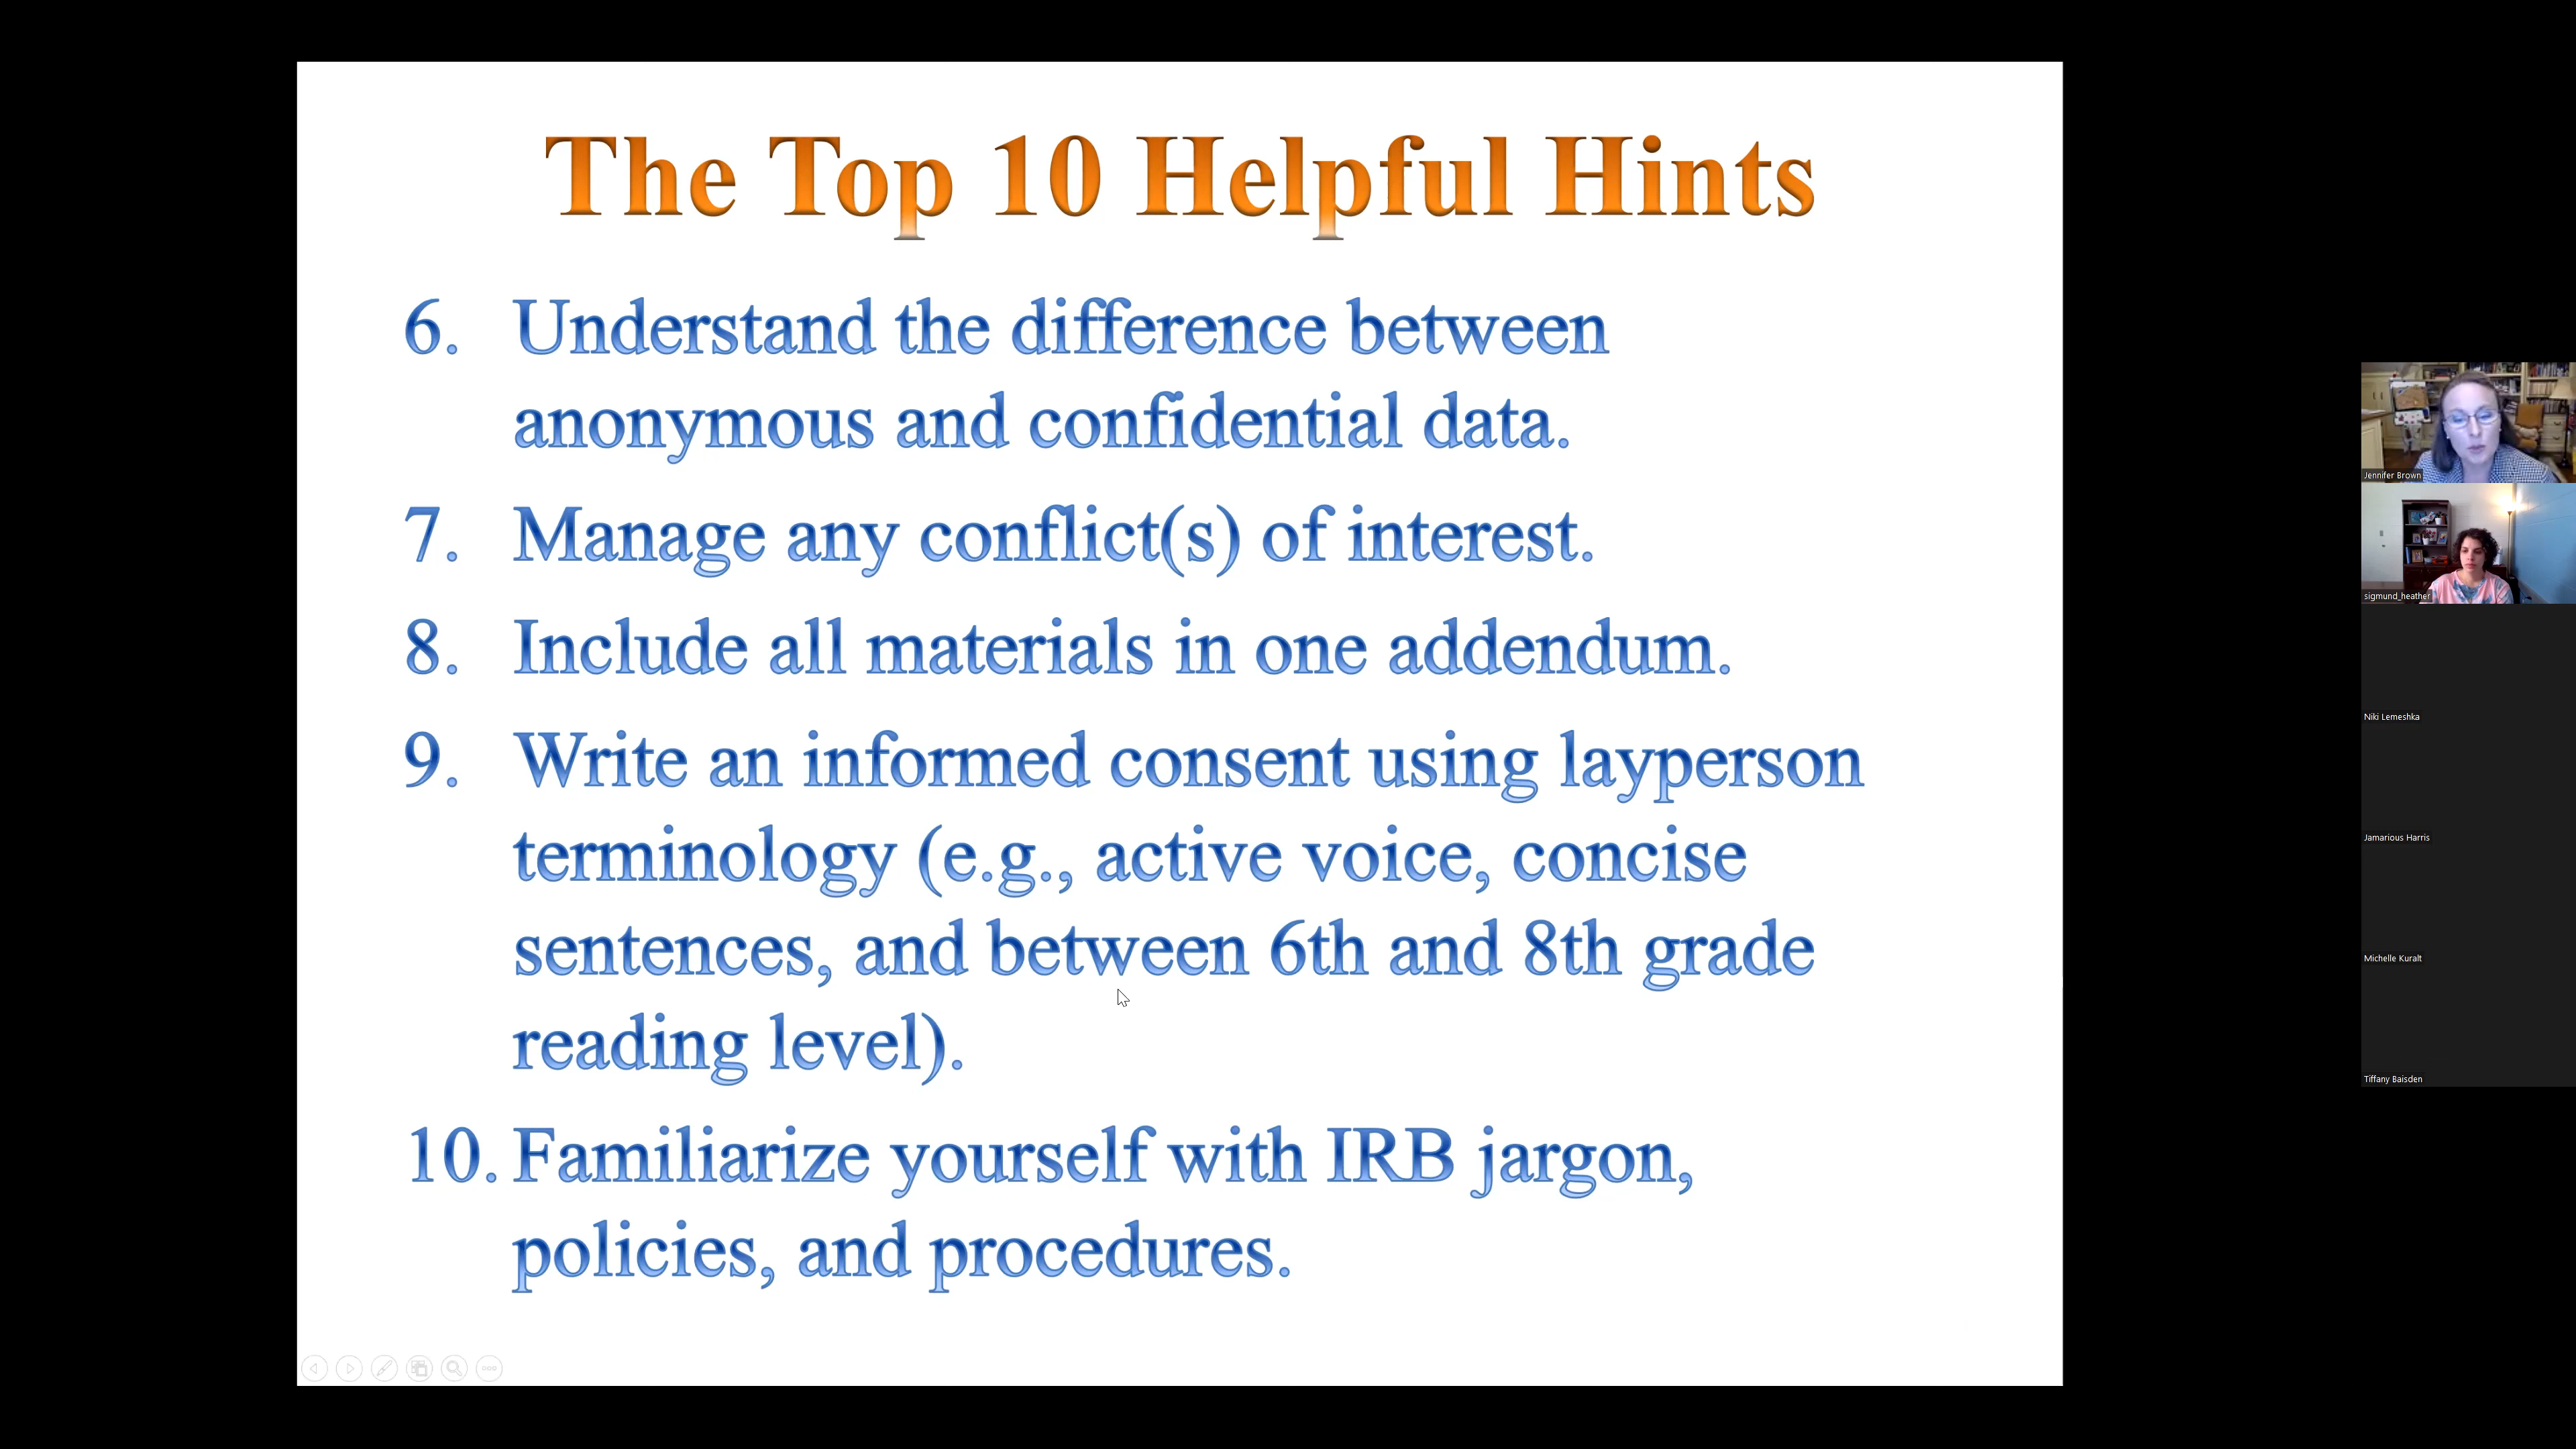 The Top 10 Helpful Hints
6. Understand the difference between
anonymous and confidential data.
7. Manage any conflict(s) of interest.
8. Include all materials in one addendum.
9. Write an informed consent using layperson
terminology (e.g., active voice, concise
sentences, and between 6th and 8th grade
reading level).
10. Familiarize yourself with IRB jargon,
policies, and procedures.
Jennifer Brown
sigmund_heather
Niki Lemeshka
Jamarious Harris
Michelle Kuralt
Tiffany Baisden